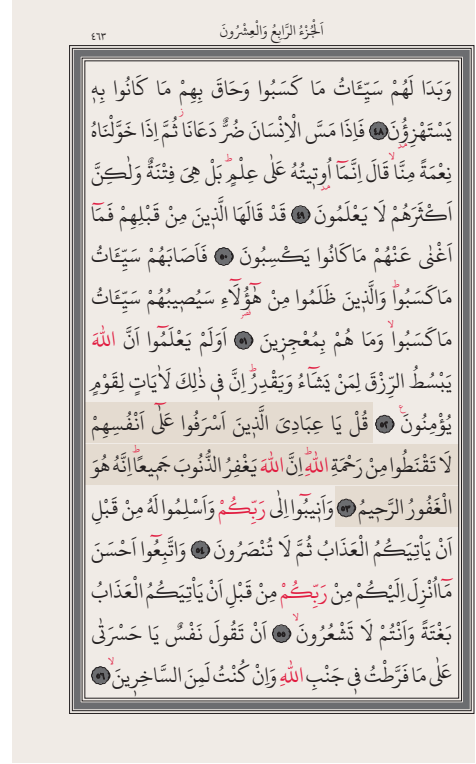 اَلْجُزْءُ الرَّابِعُ وَالْعِشْرُونَ
٤٦٣
وَبَدَا لَهُمْ سَيِّـَٔاتُ مَا كَسَبُوا وَحَاقَ بِهِمْ مَا كَانُوا بِهٖ
يَسْتَهْزِؤُ۫نَ ﴿٤٨﴾ فَاِذَا مَسَّ الْاِنْسَانَ ضُرٌّ دَعَانَاۘ ثُمَّ اِذَا خَوَّلْنَاهُ
نِعْمَةً مِنَّاۙ قَالَ اِنَّمَٓا اُو۫تٖيتُهُ عَلٰى عِلْمٍؕ بَلْ هِىَ فِتْنَةٌ وَلٰكِنَّ
اَكْثَرَهُمْ لَا يَعْلَمُونَ ﴿٤٩﴾ قَدْ قَالَهَا الَّذٖينَ مِنْ قَبْلِهِمْ فَمَٓا
اَغْنٰى عَنْهُمْ مَا كَانُوا يَكْسِبُونَ ﴿٥٠﴾ فَاَصَابَهُمْ سَيِّـَٔاتُ
مَا كَسَبُواؕ وَالَّذٖينَ ظَلَمُوا مِنْ هٰٓؤُ۬لَٓاءِ سَيُصٖيبُهُمْ سَيِّـَٔاتُ
مَا كَسَبُواۙ وَمَا هُمْ بِمُعْجِزٖينَ ﴿٥١﴾ اَوَلَمْ يَعْلَمُٓوا اَنَّ اللّٰهَ
يَبْسُطُ الرِّزْقَ لِمَنْ يَشَٓاءُ وَيَقْدِرُؕ اِنَّ فٖى ذٰلِكَ لَاٰيَاتٍ لِقَوْمٍ
يُؤْمِنُونَࣖ ﴿٥٢﴾ قُلْ يَا عِبَادِىَ الَّذٖينَ اَسْرَفُوا عَلٰٓى اَنْفُسِهِمْ
لَا تَقْنَطُوا مِنْ رَحْمَةِ اللّٰهِؕ اِنَّ اللّٰهَ يَغْفِرُ الذُّنُوبَ جَمٖيعًاؕ اِنَّهُ هُوَ
الْغَفُورُ الرَّحٖيمُ ﴿٥٣﴾ وَاَنٖيبُٓوا اِلٰى رَبِّكُمْ وَاَسْلِمُوا لَهُ مِنْ قَبْلِ
اَنْ يَاْتِيَكُمُ الْعَذَابُ ثُمَّ لَا تُنْصَرُونَ ﴿٥٤﴾ وَاتَّبِعُٓوا اَحْسَنَ
مَٓا اُنْزِلَ اِلَيْكُمْ مِنْ رَبِّكُمْ مِنْ قَبْلِ اَنْ يَاْتِيَكُمُ الْعَذَابُ
بَغْتَةً وَاَنْتُمْ لَا تَشْعُرُونَۙ ﴿٥٥﴾ اَنْ تَقُولَ نَفْسٌ يَا حَسْرَتٰى
عَلٰى مَا فَرَّطْتُ فٖى جَنْبِ اللّٰهِ وَاِنْ كُنْتُ لَمِنَ السَّاخِرٖينَۙ ﴿٥٦﴾